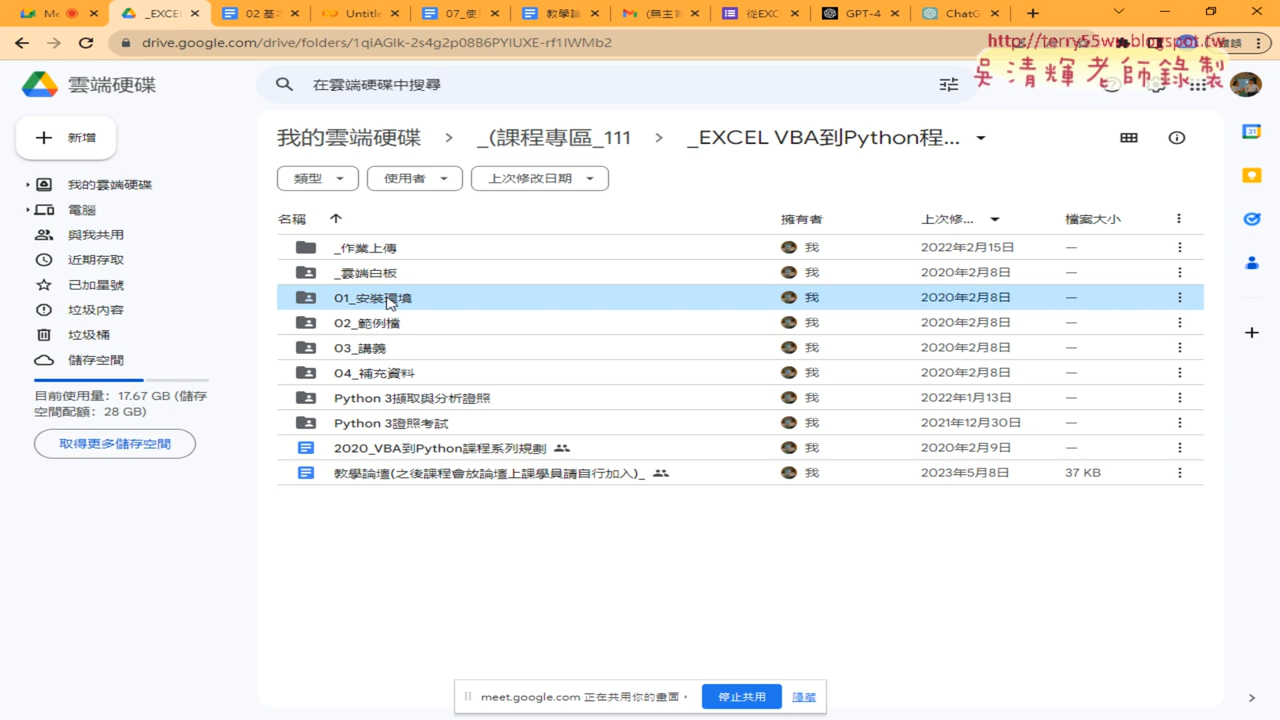 _EXCE
02 基
Untitle
07_使
教學論
(無主
從EXC
GPT-4
ChatG
drive.google.com/drive/folders/1qiAGIk-2s4g2p08B6PYIUXE-rf1IWMb2
http://terry55wu.blogspot.tw
吳清輝老師錄製
雲端硬碟
在雲端硬碟中搜尋
新增
我的雲端硬碟
電腦
與我共用
近期存取
已加星號
垃圾內容
垃圾桶
儲存空間
目前使用量：17.67 GB (儲存
空間配額：28 GB)
取得更多儲存空間
我的雲端硬碟 > _(課程專區_111 > _EXCEL VBA到Python程...
類型 使用者 上次修改日期
名稱 擁有者 上次修... 檔案大小
_作業上傳 我 2022年2月15日 —
_雲端白板 我 2020年2月8日 —
01_安裝環境 我 2020年2月8日 —
02_範例檔 我 2020年2月8日 —
03_講義 我 2020年2月8日 —
04_補充資料 我 2020年2月8日 —
Python 3擷取與分析證照 我 2022年1月13日 —
Python 3證照考試 我 2021年12月30日 —
2020_VBA到Python課程系列規劃 我 2020年2月9日 —
教學論壇(之後課程會放論壇上課學員請自行加入)_ 我 2023年5月8日 37 KB
meet.google.com 正在共用你的畫面。 停止共用 隱藏